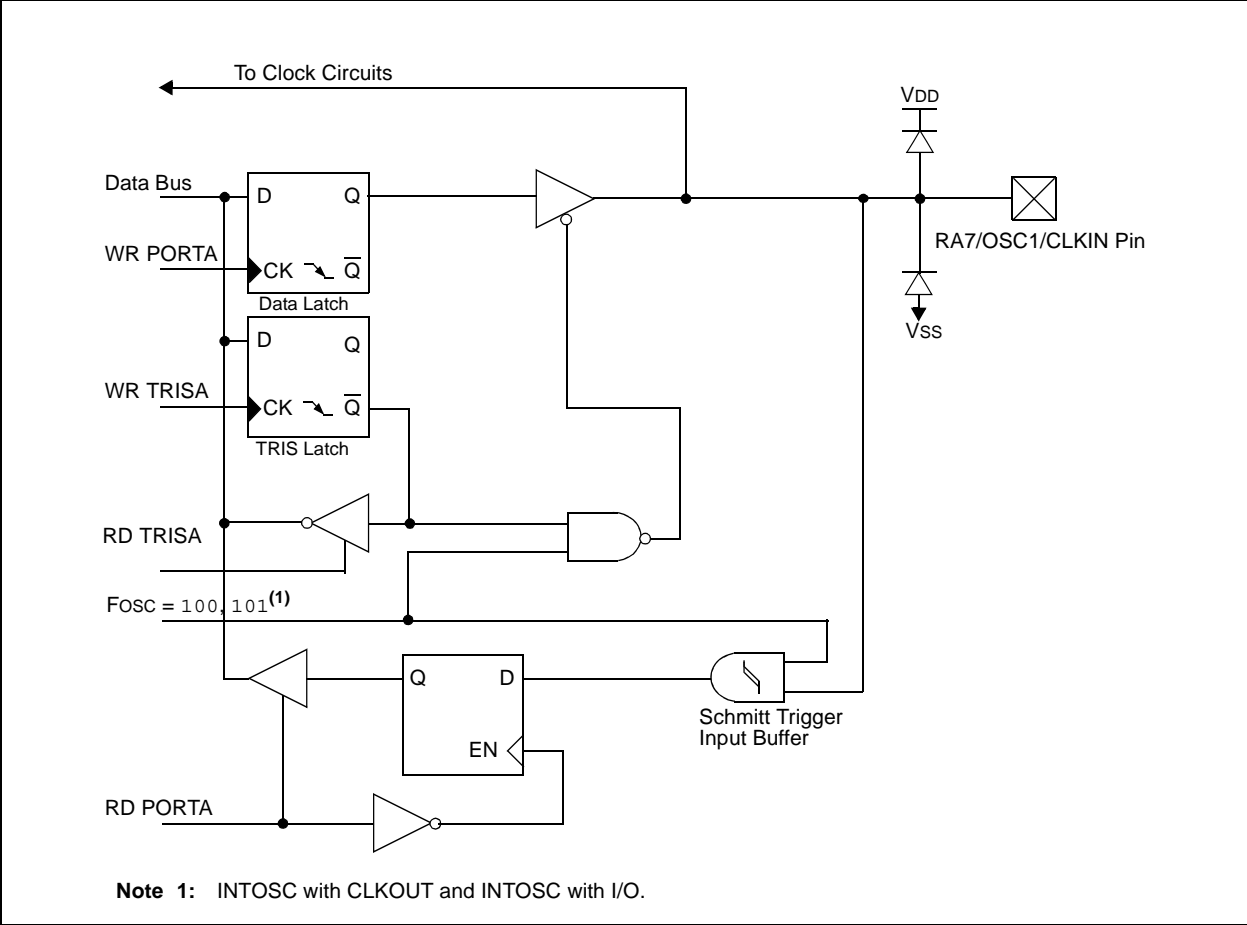 To Clock Circuits
VDD
Data Bus
D
Q
WR PORTA
CK
Q
RA7/OSC1/CLKIN Pin
Data Latch
VSS
D
Q
WR TRISA
CK
Q
TRIS Latch
RD TRISA
FOSC = 100, 101(1)
Q
D
Schmitt Trigger
Input Buffer
EN
RD PORTA
Note 1: INTOSC with CLKOUT and INTOSC with I/O.